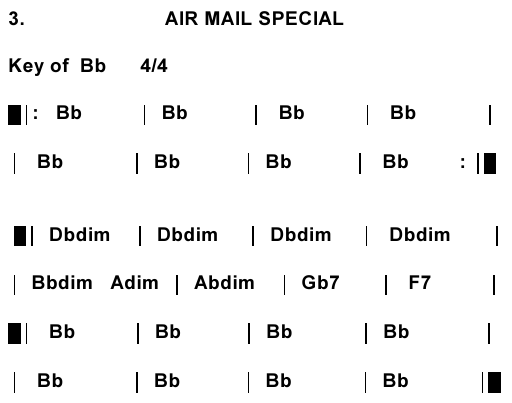 3. AIR MAIL SPECIAL
Key of Bb 4/4
|: Bb | Bb | Bb | Bb |
| Bb | Bb | Bb | Bb :|
| Dbdim | Dbdim | Dbdim | Dbdim |
| Bbdim Adim | Abdim | Gb7 | F7 |
| Bb | Bb | Bb | Bb |
| Bb | Bb | Bb | Bb |